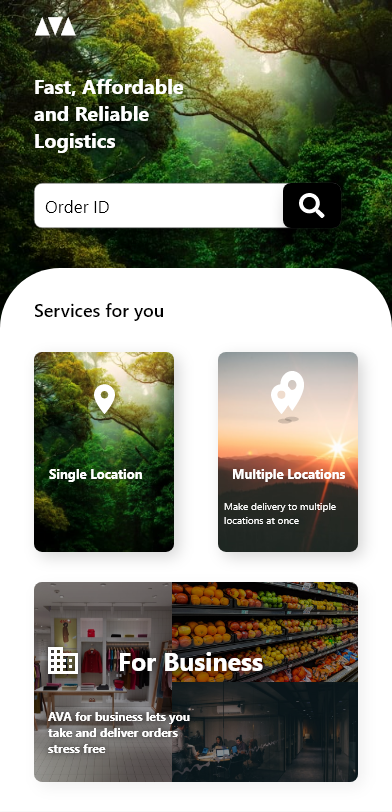 AVA
Fast, Affordable
and Reliable
Logistics
Order ID
Services for you
Single Location
Multiple Locations
Make delivery to multiple
locations at once
For Business
AVA for business lets you
take and deliver orders
stress free